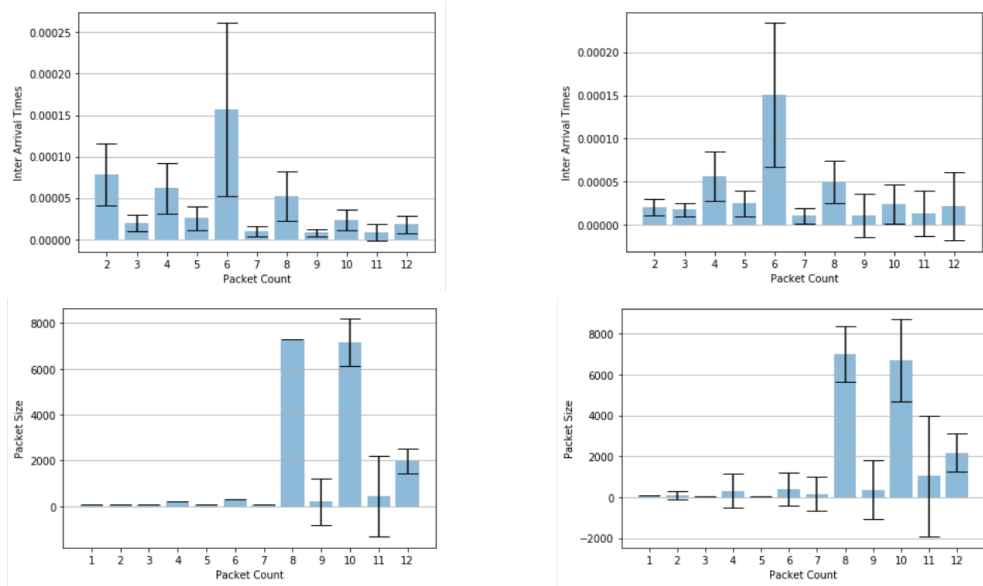 0.00025
0.00020
0.00015
0.00010
0.00005
0.00000
Inter Arrival Times
2 3 4 5 6 7 8 9 10 11 12
Packet Count
0.00020
0.00015
0.00010
0.00005
0.00000
Inter Arrival Times
2 3 4 5 6 7 8 9 10 11 12
Packet Count
8000
6000
4000
2000
0
Packet Size
1 2 3 4 5 6 7 8 9 10 11 12
Packet Count
8000
6000
4000
2000
0
−2000
Packet Size
1 2 3 4 5 6 7 8 9 10 11 12
Packet Count